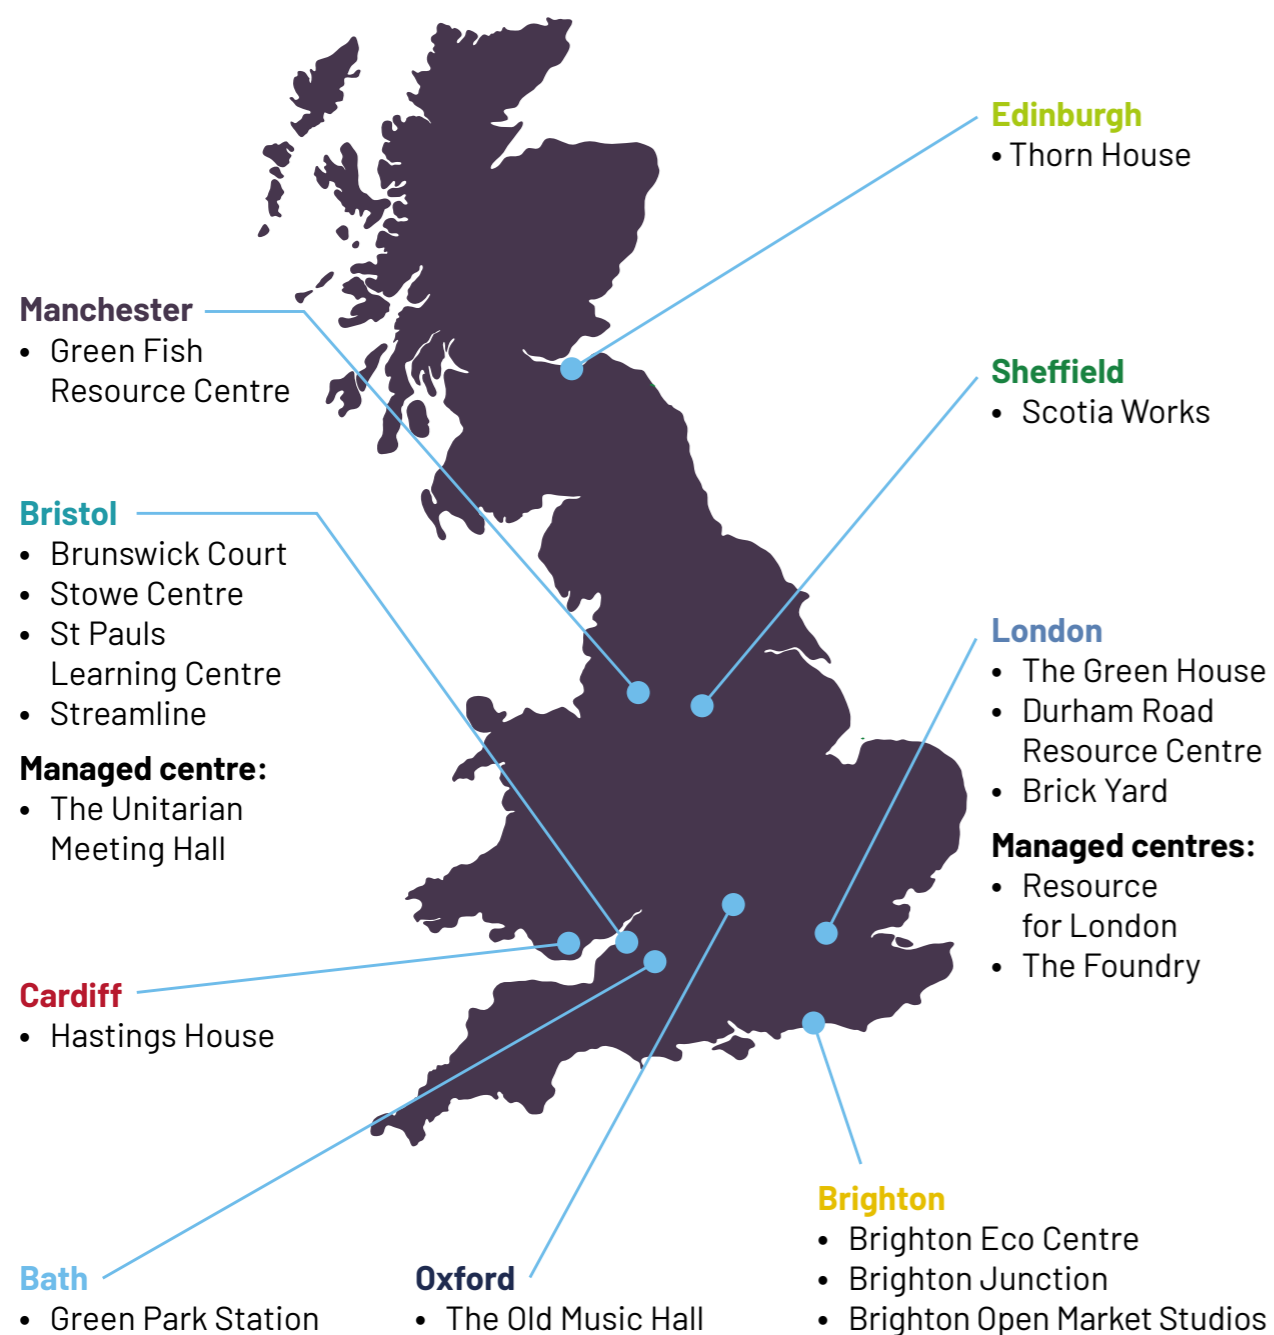 Edinburgh
• Thorn House
Manchester
• Green Fish
Resource Centre
Sheffield
• Scotia Works
Bristol
• Brunswick Court
• Stowe Centre
• St Pauls
Learning Centre
• Streamline
Managed centre:
• The Unitarian
Meeting Hall
London
• The Green House
• Durham Road
Resource Centre
• Brick Yard
Managed centres:
• Resource
for London
• The Foundry
Cardiff
• Hastings House
Bath
• Green Park Station
Oxford
• The Old Music Hall
Brighton
• Brighton Eco Centre
• Brighton Junction
• Brighton Open Market Studios